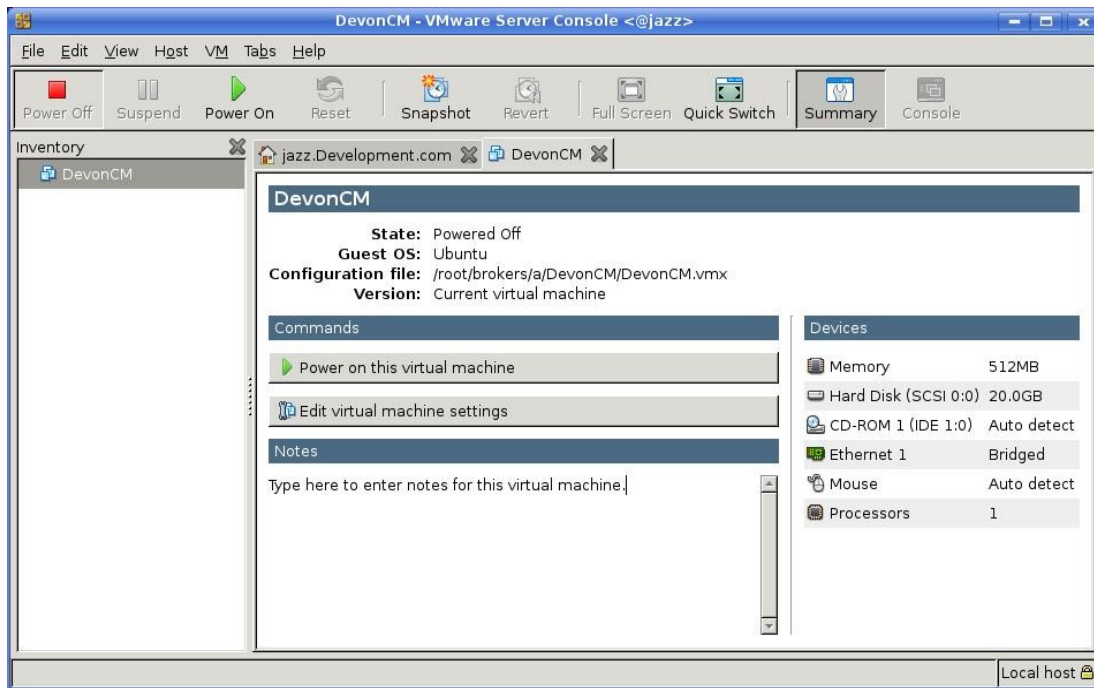 DevonCM - VMware Server Console <@jazz>
File Edit View Host VM Tabs Help
Power Off Suspend Power On Reset Snapshot Revert Full Screen Quick Switch Summary Console
Inventory
DevonCM
jazz.Development.com DevonCM
DevonCM
State: Powered Off
Guest OS: Ubuntu
Configuration file: /root/brokers/a/DevonCM/DevonCM.vmx
Version: Current virtual machine
Commands
Power on this virtual machine
Edit virtual machine settings
Notes
Type here to enter notes for this virtual machine.
Devices
Memory 512MB
Hard Disk (SCSI 0:0) 20.0GB
CD-ROM 1 (IDE 1:0) Auto detect
Ethernet 1 Bridged
Mouse Auto detect
Processors 1
Local host